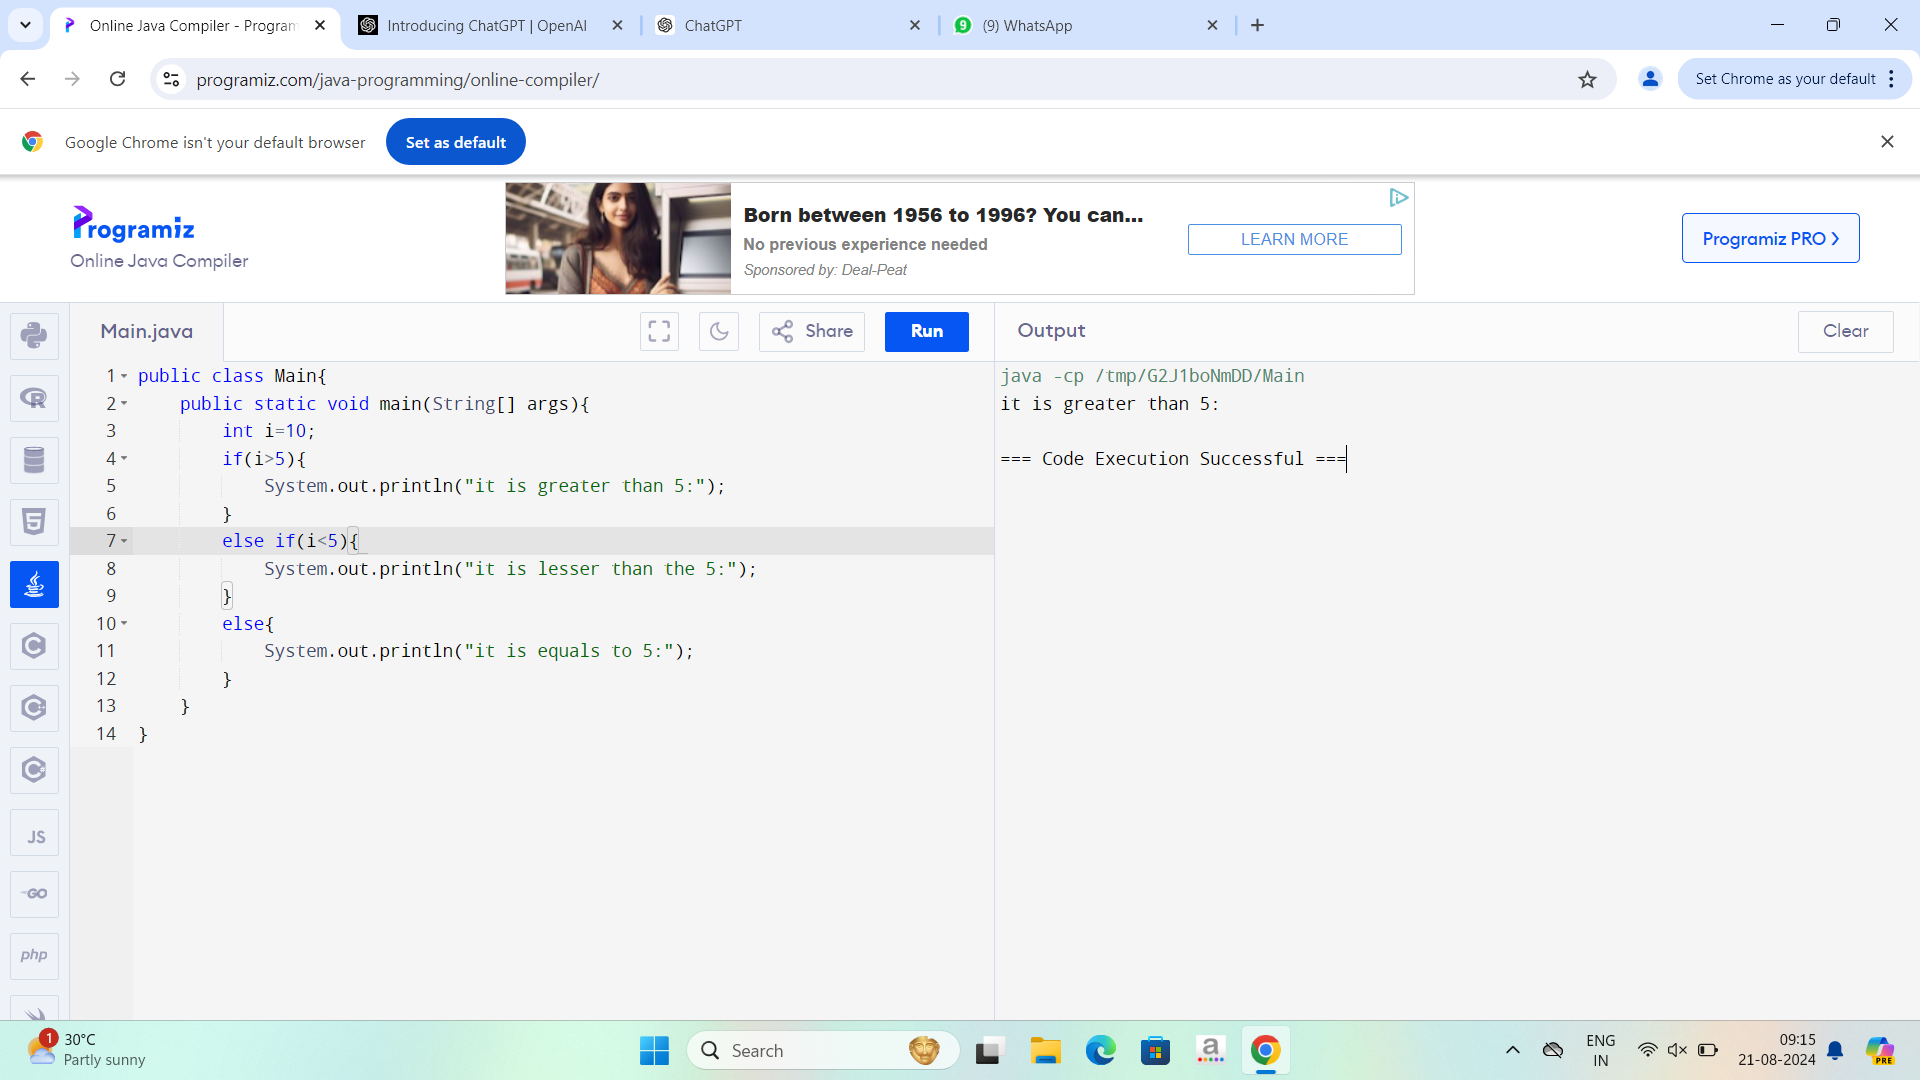 Online Java Compiler - Program
Introducing ChatGPT | OpenAI
ChatGPT
9
(9) WhatsApp
programiz.com/java-programming/online-compiler/
Set Chrome as your default
Google Chrome isn't your default browser
Set as default
Programiz
Online Java Compiler
Born between 1956 to 1996? You can...
No previous experience needed
Sponsored by: Deal-Peat
LEARN MORE
Programiz PRO >
Main.java
Share
Run
Output
Clear
1 public class Main{
2 public static void main(String[] args){
3 int i=10;
4 if(i>5){
5 System.out.println("it is greater than 5:");
6 }
7 else if(i<5){
8 System.out.println("it is lesser than the 5:");
9 }
10 else{
11 System.out.println("it is equals to 5:");
12 }
13 }
14 }
java -cp /tmp/G2J1boNmDD/Main
it is greater than 5:
=== Code Execution Successful ===
R
5
C
C
C
JS
GO
php
1
30°C
Partly sunny
Search
a
ENG
IN
09:15
21-08-2024
PRE